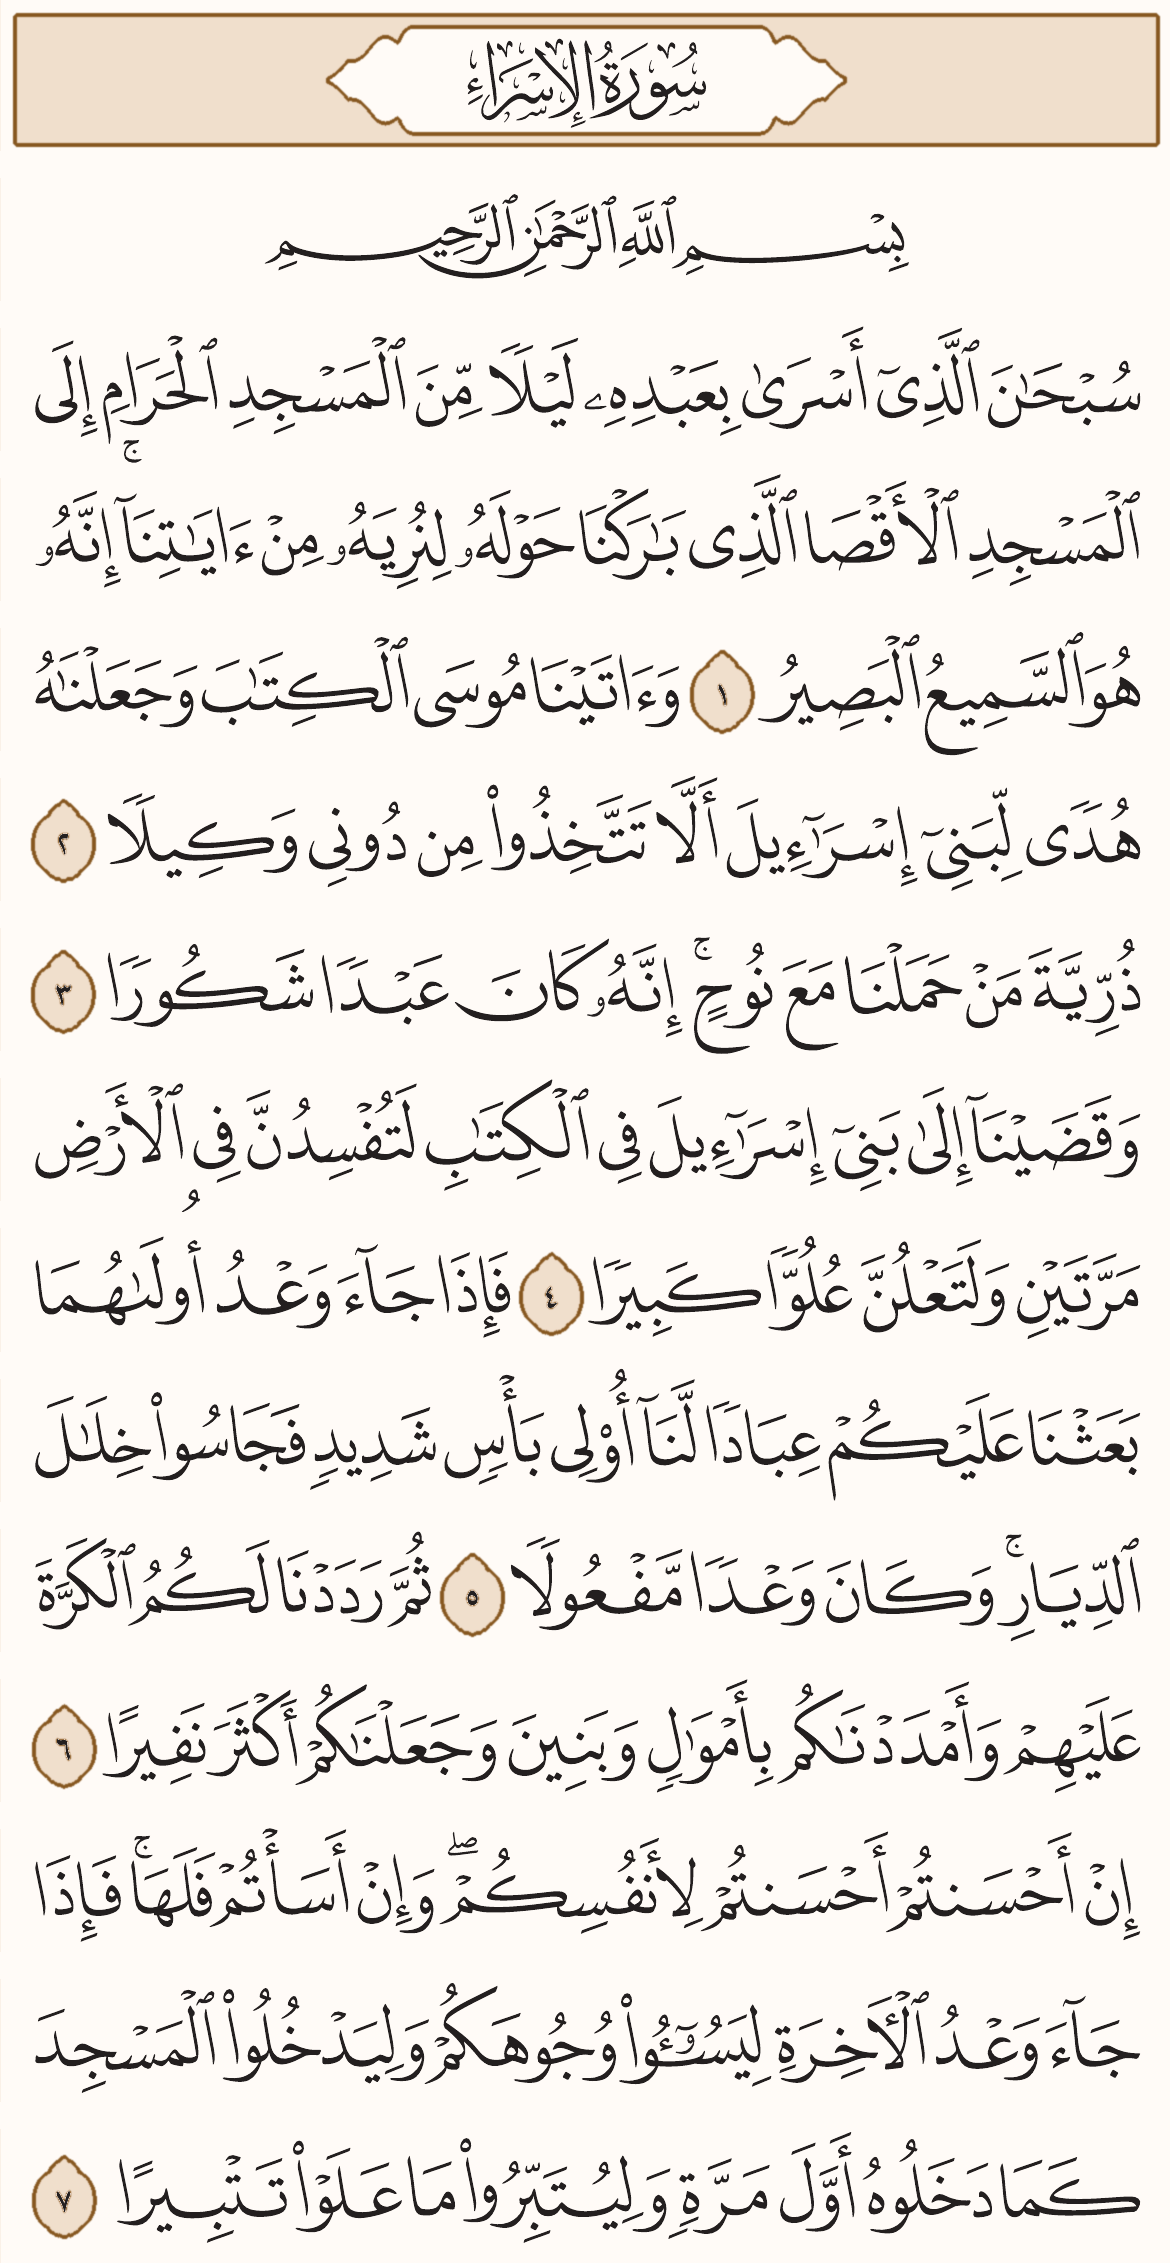 سُورَةُ الإِسۡرَاءِ
بِسۡمِ ٱللَّهِ ٱلرَّحۡمَٰنِ ٱلرَّحِيمِ
سُبۡحَٰنَ ٱلَّذِيٓ أَسۡرَىٰ بِعَبۡدِهِۦ لَيۡلٗا مِّنَ ٱلۡمَسۡجِدِ ٱلۡحَرَامِ إِلَى
ٱلۡمَسۡجِدِ ٱلۡأَقۡصَا ٱلَّذِي بَٰرَكۡنَا حَوۡلَهُۥ لِنُرِيَهُۥ مِنۡ ءَايَٰتِنَآۚ إِنَّهُۥ
هُوَ ٱلسَّمِيعُ ٱلۡبَصِيرُ ١ وَءَاتَيۡنَا مُوسَى ٱلۡكِتَٰبَ وَجَعَلۡنَٰهُ
هُدٗى لِّبَنِيٓ إِسۡرَٰٓءِيلَ أَلَّا تَتَّخِذُواْ مِن دُونِي وَكِيلٗا ٢
ذُرِّيَّةَ مَنۡ حَمَلۡنَا مَعَ نُوحٍۚ إِنَّهُۥ كَانَ عَبۡدٗا شَكُورٗا ٣
وَقَضَيۡنَآ إِلَىٰ بَنِيٓ إِسۡرَٰٓءِيلَ فِي ٱلۡكِتَٰبِ لَتُفۡسِدُنَّ فِي ٱلۡأَرۡضِ
مَرَّتَيۡنِ وَلَتَعۡلُنَّ عُلُوّٗا كَبِيرٗا ٤ فَإِذَا جَآءَ وَعۡدُ أُولَىٰهُمَا
بَعَثۡنَا عَلَيۡكُمۡ عِبَادٗا لَّنَآ أُوْلِي بَأۡسٖ شَدِيدٖ فَجَاسُواْ خِلَٰلَ
ٱلدِّيَارِۚ وَكَانَ وَعۡدٗا مَّفۡعُولٗا ٥ ثُمَّ رَدَدۡنَا لَكُمُ ٱلۡكَرَّةَ
عَلَيۡهِمۡ وَأَمۡدَدۡنَٰكُم بِأَمۡوَٰلٖ وَبَنِينَ وَجَعَلۡنَٰكُمۡ أَكۡثَرَ نَفِيرًا ٦
إِنۡ أَحۡسَنتُمۡ أَحۡسَنتُمۡ لِأَنفُسِكُمۡۖ وَإِنۡ أَسَأۡتُمۡ فَلَهَاۚ فَإِذَا
جَآءَ وَعۡدُ ٱلۡأٓخِرَةِ لِيَسُـُٔواْ وُجُوهَكُمۡ وَلِيَدۡخُلُواْ ٱلۡمَسۡجِدَ
كَمَا دَخَلُوهُ أَوَّلَ مَرَّةٖ وَلِيُتَبِّرُواْ مَا عَلَوۡاْ تَتۡبِيرًا ٧